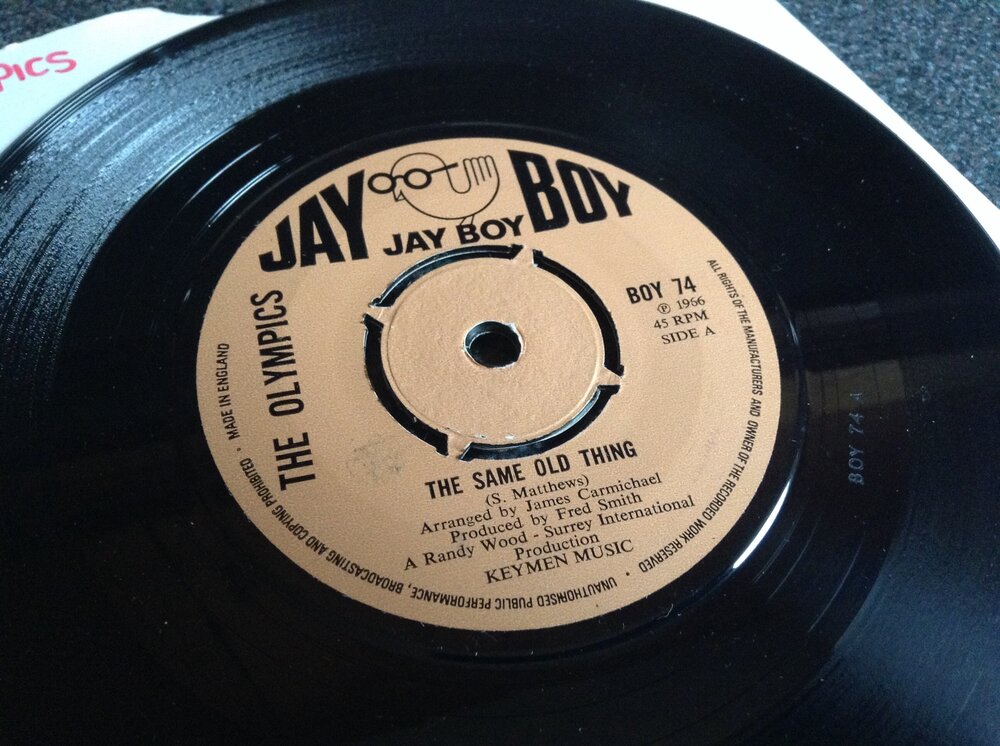 PICS
JAY BOY
JAY BOY
THE OLYMPICS
BOY 74
Ⓟ 1966
45 RPM
SIDE A
THE SAME OLD THING
(S. Matthews)
Arranged by James Carmichael
Produced by Fred Smith
A Randy Wood - Surrey International
Production
KEYMEN MUSIC
ALL RIGHTS OF THE MANUFACTURERS AND OWNER OF THE RECORDED WORK RESERVED · UNAUTHORISED PUBLIC PERFORMANCE, BROADCASTING AND COPYING PROHIBITED · MADE IN ENGLAND
BOY 74 A